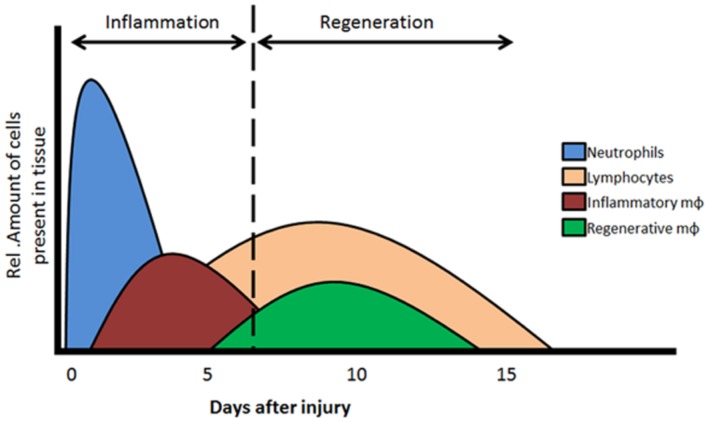 Inflammation
Regeneration
Rel .Amount of cells
present in tissue
Neutrophils
Lymphocytes
Inflammatory mϕ
Regenerative mϕ
0 5 10 15
Days after injury